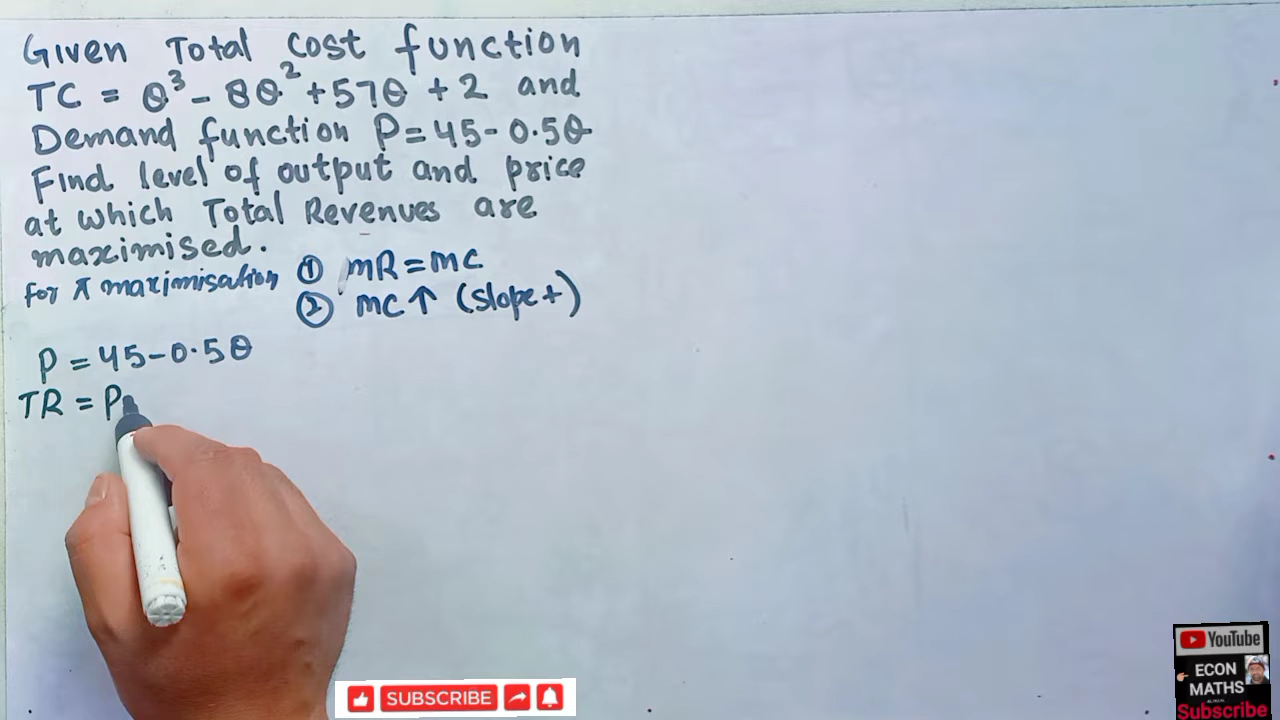 Given Total Cost function
TC = Q³ - 8Q² + 57Q + 2 and
Demand function P = 45 - 0.5Q
Find level of output and price
at which Total Revenues are
maximised.
for π maximisation ① MR = MC
② MC ↑ (Slope +)
P = 45 - 0.5Q
TR = P
SUBSCRIBE
YouTube
ECON
MATHS
Subscribe